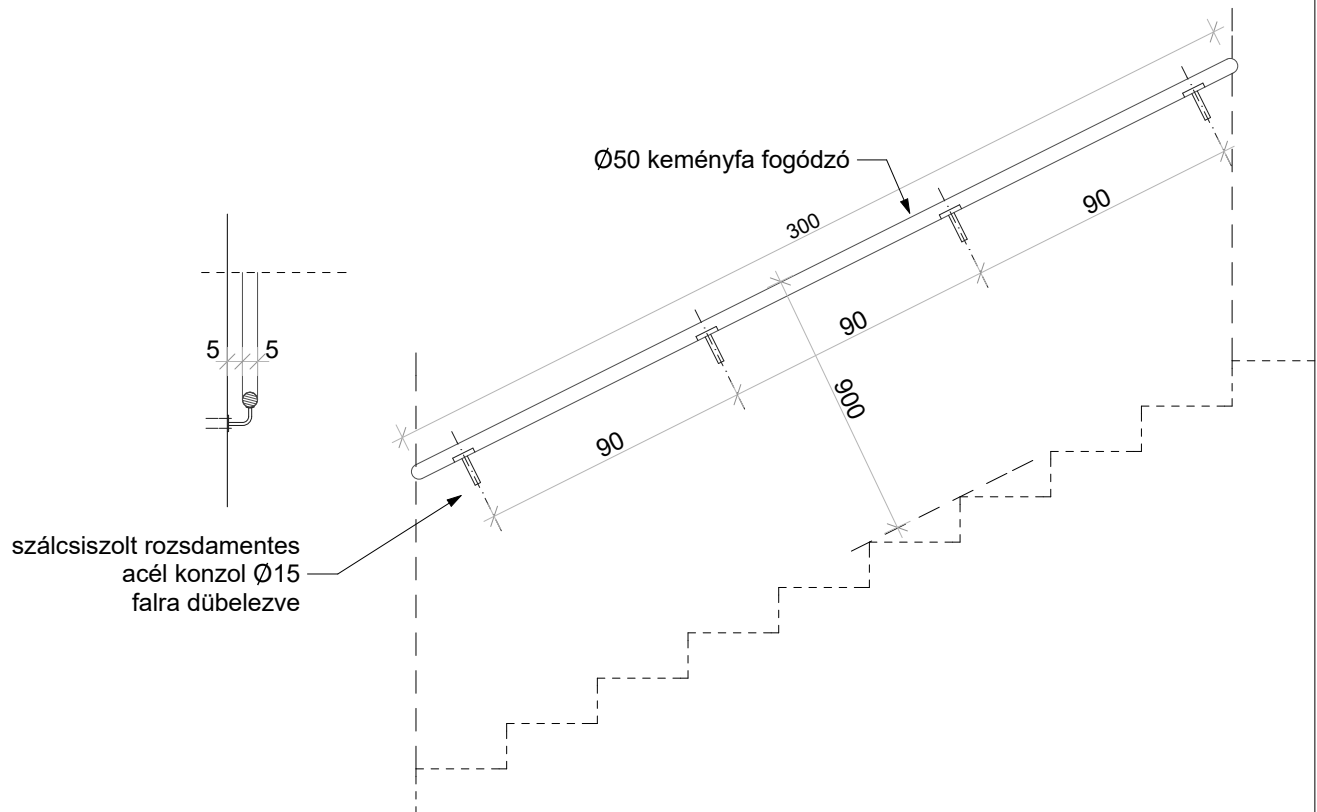 Ø50 keményfa fogódzó
300
90
90
90
900
5 5
szálcsiszolt rozsdamentes
acél konzol Ø15
falra dübelezve